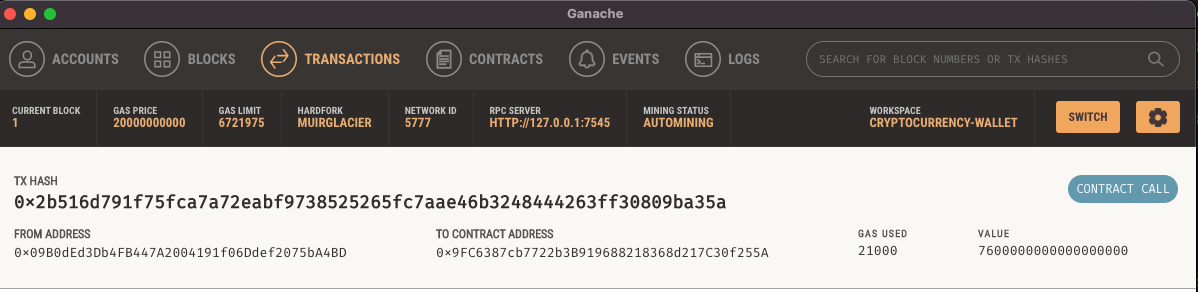 Ganache
ACCOUNTS BLOCKS TRANSACTIONS CONTRACTS EVENTS LOGS SEARCH FOR BLOCK NUMBERS OR TX HASHES
CURRENT BLOCK GAS PRICE GAS LIMIT HARDFORK NETWORK ID RPC SERVER MINING STATUS WORKSPACE
1 20000000000 6721975 MUIRGLACIER 5777 HTTP://127.0.0.1:7545 AUTOMINING CRYPTOCURRENCY-WALLET SWITCH
TX HASH
0×2b516d791f75fca7a72eabf9738525265fc7aae46b3248444263ff30809ba35a CONTRACT CALL
FROM ADDRESS TO CONTRACT ADDRESS GAS USED VALUE
0×09B0dEd3Db4FB447A2004191f06Ddef2075bA4BD 0×9FC6387cb7722b3B919688218368d217C30f255A 21000 7600000000000000000